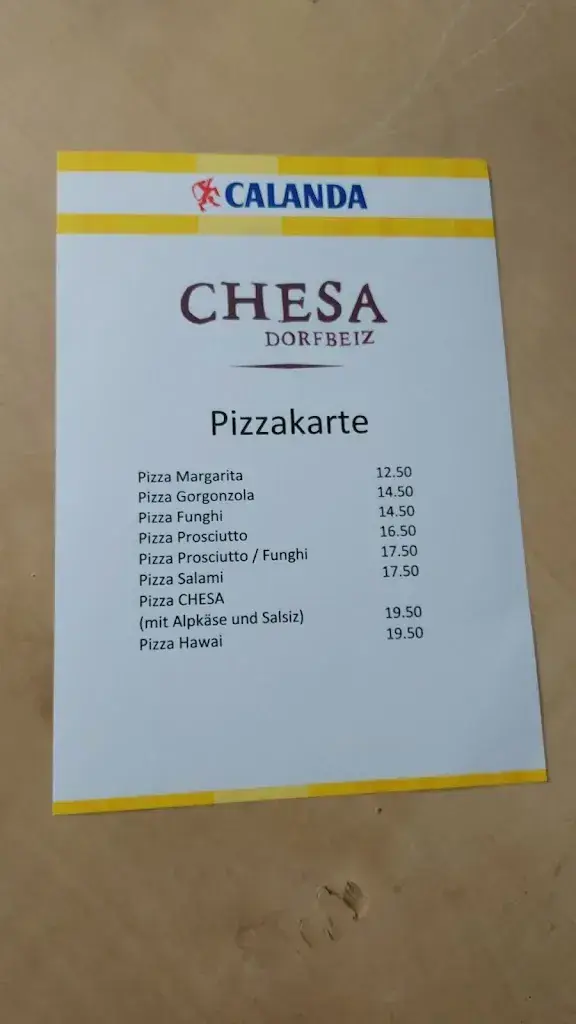 CALANDA
CHESA
DORFBEIZ
Pizzakarte
Pizza Margarita 12.50
Pizza Gorgonzola 14.50
Pizza Funghi 14.50
Pizza Prosciutto 16.50
Pizza Prosciutto / Funghi 17.50
Pizza Salami 17.50
Pizza CHESA
(mit Alpkäse und Salsiz) 19.50
Pizza Hawai 19.50